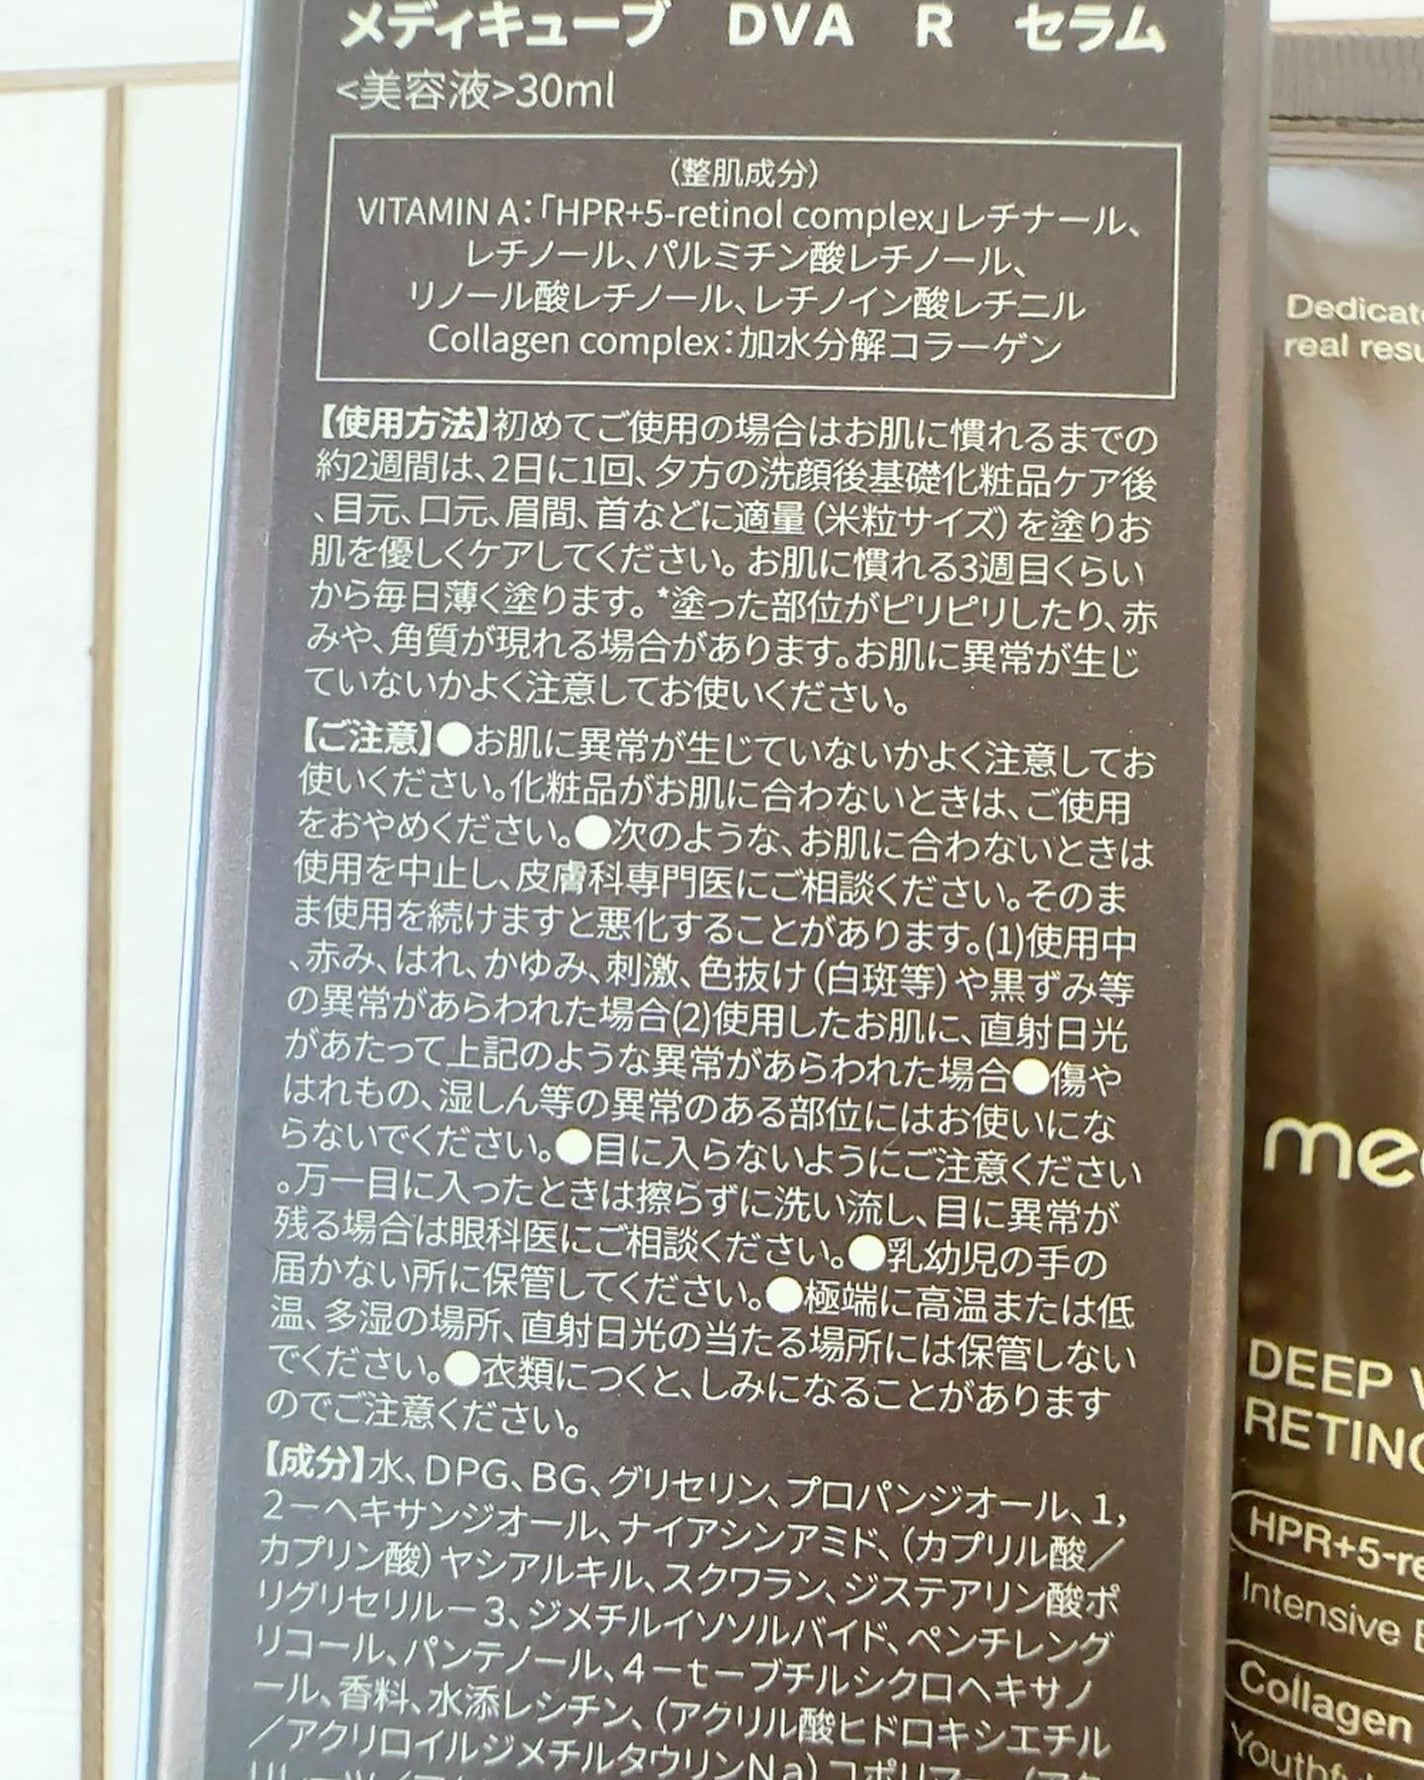 メディキューブ　DVA　R　セラム
<美容液>30ml
（整肌成分）
VITAMIN A：「HPR+5-retinol complex」レチナール、
レチノール、パルミチン酸レチノール、
リノール酸レチノール、レチノイン酸レチニル
Collagen complex：加水分解コラーゲン
【使用方法】初めてご使用の場合はお肌に慣れるまでの
約2週間は、2日に1回、夕方の洗顔後基礎化粧品ケア後
、目元、口元、眉間、首などに適量（米粒サイズ）を塗りお
肌を優しくケアしてください。お肌に慣れる3週目くらい
から毎日薄く塗ります。*塗った部位がピリピリしたり、赤
みや、角質が現れる場合があります。お肌に異常が生じ
ていないかよく注意してお使いください。
【ご注意】●お肌に異常が生じていないかよく注意してお
使いください。化粧品がお肌に合わないときは、ご使用
をおやめください。●次のような、お肌に合わないときは
使用を中止し、皮膚科専門医にご相談ください。そのま
ま使用を続けますと悪化することがあります。(1)使用中
、赤み、はれ、かゆみ、刺激、色抜け（白斑等）や黒ずみ等
の異常があらわれた場合(2)使用したお肌に、直射日光
があたって上記のような異常があらわれた場合●傷や
はれもの、湿しん等の異常のある部位にはお使いにな
らないでください。●目に入らないようにご注意ください
。万一目に入ったときは擦らずに洗い流し、目に異常が
残る場合は眼科医にご相談ください。●乳幼児の手の
届かない所に保管してください。●極端に高温または低
温、多湿の場所、直射日光の当たる場所には保管しない
でください。●衣類につくと、しみになることがあります
のでご注意ください。
【成分】水、DPG、BG、グリセリン、プロパンジオール、1，
2－ヘキサンジオール、ナイアシンアミド、（カプリル酸／
カプリン酸）ヤシアルキル、スクワラン、ジステアリン酸ポ
リグリセリル－3、ジメチルイソソルバイド、ペンチレング
リコール、パンテノール、4－t－ブチルシクロヘキサノ
ール、香料、水添レシチン、（アクリル酸ヒドロキシエチル
／アクリロイルジメチルタウリンNa）コポリマー
Dedicat
real resu
me
DEEP V
RETINO
HPR+5-re
Intensive E
Collagen
Youthfu